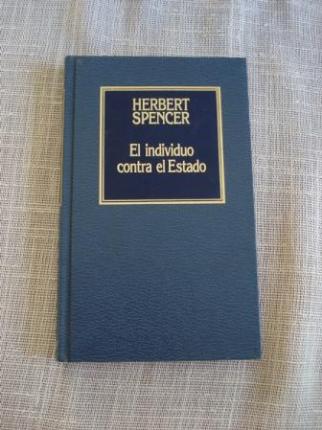 HERBERT
SPENCER
El individuo
contra el Estado